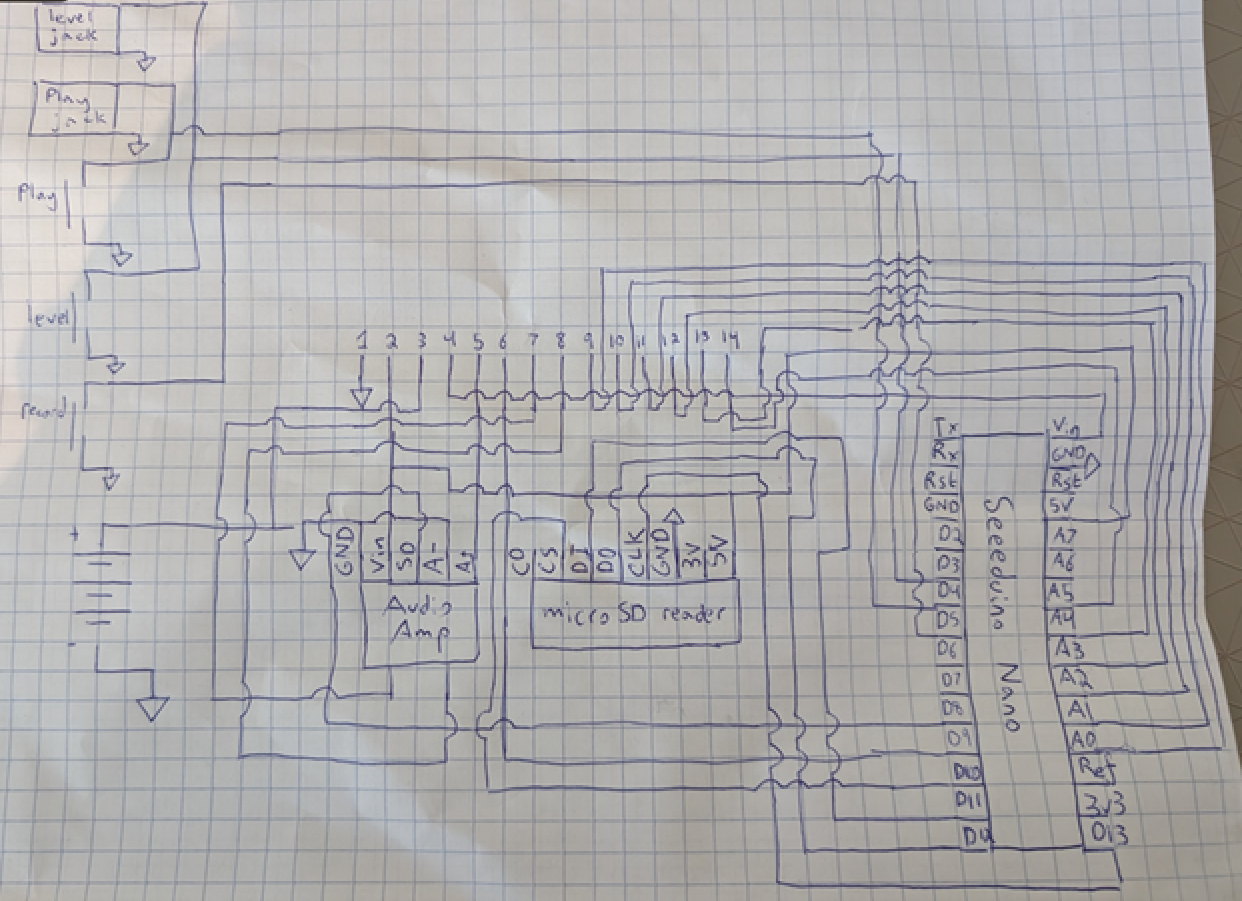 level
jack
Play
jack
Play
level
record
1 2 3 4 5 6 7 8 9 10 11 12 13 14
+
-
GND
Vin
SD
A-
A+
Audio
Amp
CD
CS
DI
DO
CLK
GND
3V
5V
micro SD reader
Tx
Rx
Rst
GND
D2
D3
D4
D5
D6
D7
D8
D9
D10
D11
D12
Seeeduino Nano
Vin
GND
Rst
5V
A7
A6
A5
A4
A3
A2
A1
A0
Ref
3v3
D13